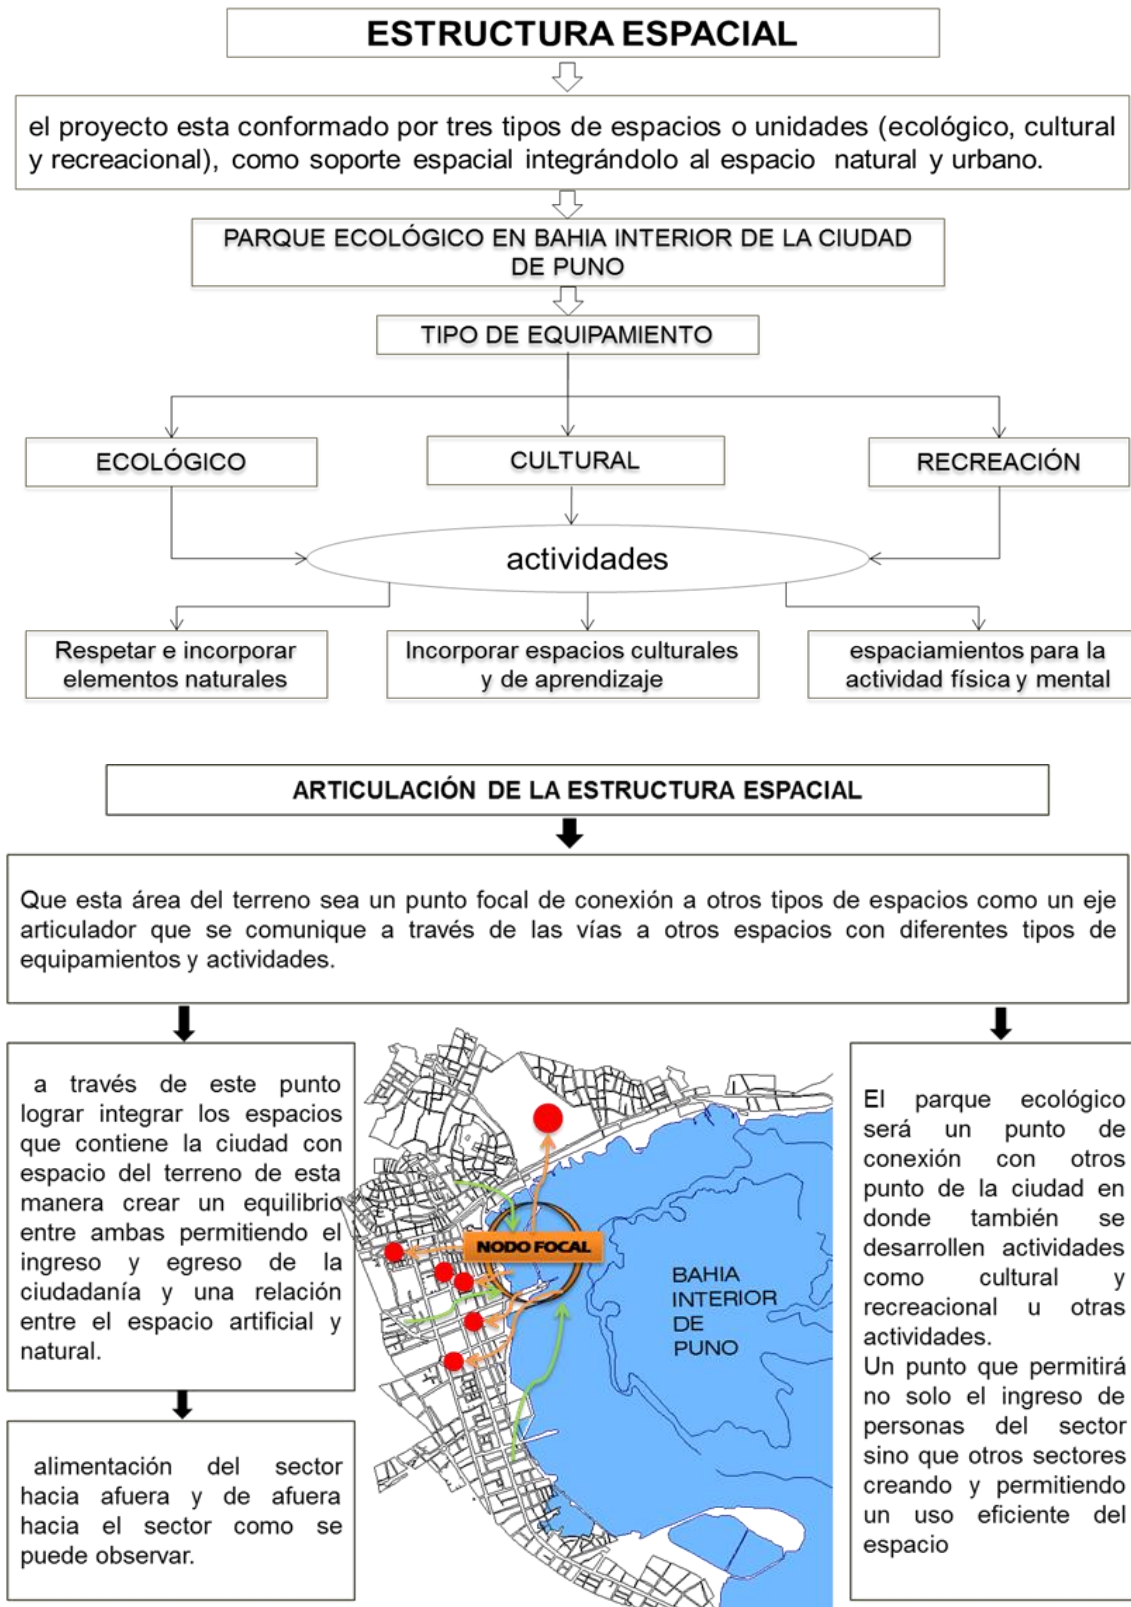 ESTRUCTURA ESPACIAL
el proyecto esta conformado por tres tipos de espacios o unidades (ecológico, cultural
y recreacional), como soporte espacial integrándolo al espacio natural y urbano.
PARQUE ECOLÓGICO EN BAHIA INTERIOR DE LA CIUDAD
DE PUNO
TIPO DE EQUIPAMIENTO
ECOLÓGICO
CULTURAL
RECREACIÓN
actividades
Respetar e incorporar
elementos naturales
Incorporar espacios culturales
y de aprendizaje
espaciamientos para la
actividad física y mental
ARTICULACIÓN DE LA ESTRUCTURA ESPACIAL
Que esta área del terreno sea un punto focal de conexión a otros tipos de espacios como un eje
articulador que se comunique a través de las vías a otros espacios con diferentes tipos de
equipamientos y actividades.
a través de este punto
lograr integrar los espacios
que contiene la ciudad con
espacio del terreno de esta
manera crear un equilibrio
entre ambas permitiendo el
ingreso y egreso de la
ciudadanía y una relación
entre el espacio artificial y
natural.
alimentación del sector
hacia afuera y de afuera
hacia el sector como se
puede observar.
NODO FOCAL
BAHIA
INTERIOR
DE
PUNO
El parque ecológico
será un punto de
conexión con otros
punto de la ciudad en
donde también se
desarrollen actividades
como cultural y
recreacional u otras
actividades.
Un punto que permitirá
no solo el ingreso de
personas del sector
sino que otros sectores
creando y permitiendo
un uso eficiente del
espacio